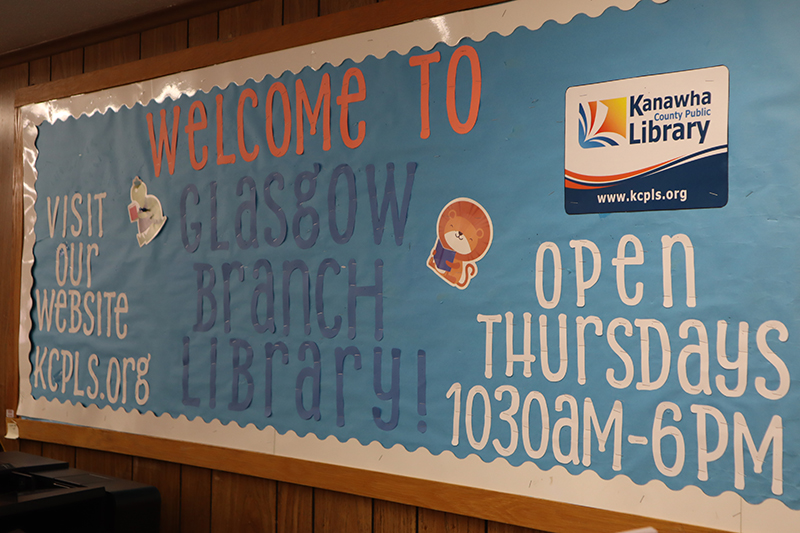 Welcome to
Glasgow
Branch
Library!
Visit
our
website
KCPLS.org
Kanawha
County Public
Library
www.kcpls.org
Open
Thursdays
1030am-6pm